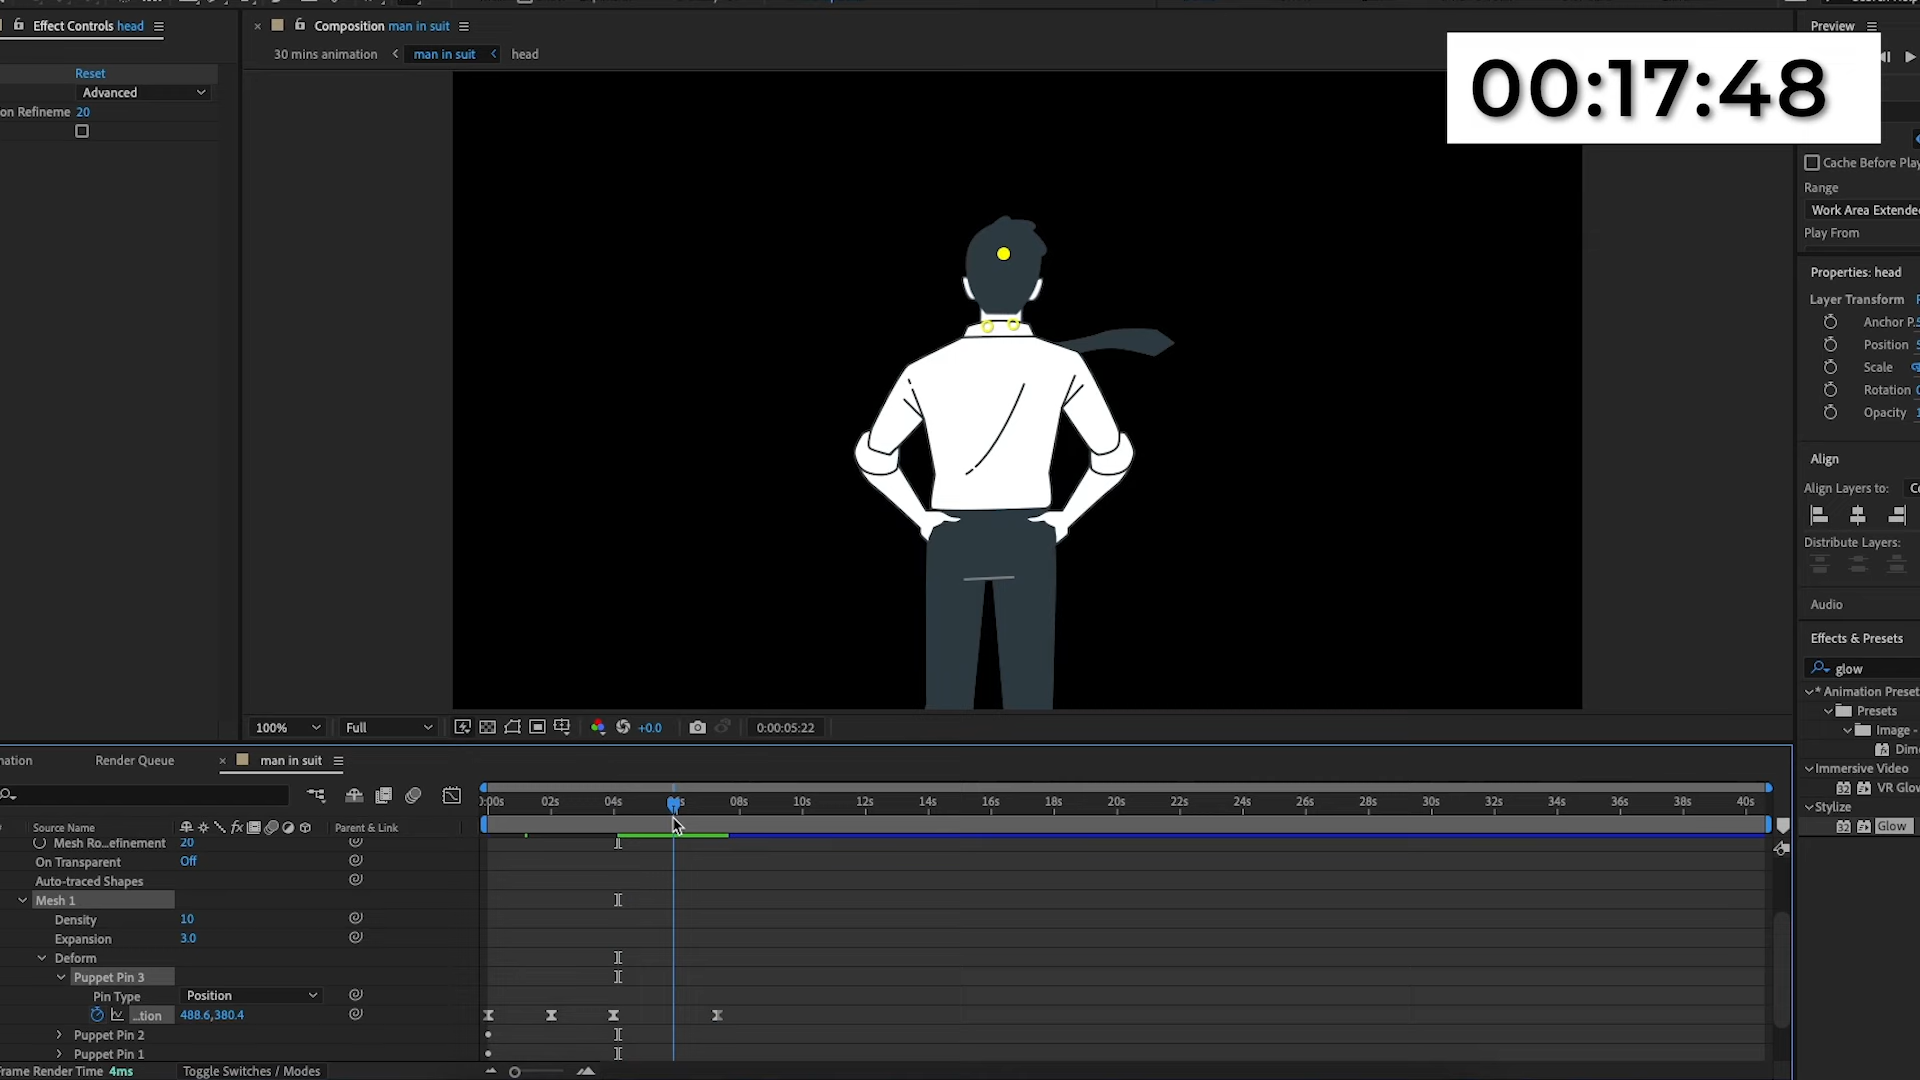 Effect Controls head
Composition man in suit
Preview
30 mins animation
man in suit
head
00:17:48
Reset
Advanced
on Refineme 20
Cache Before Play
Range
Work Area Extended
Play From
Properties: head
Layer Transform
Anchor P.
Position
Scale
Rotation
Opacity
Align
Align Layers to:
Distribute Layers:
Audio
Effects & Presets
glow
* Animation Preset
Presets
Image -
Dim
Immersive Video
VR Glow
Stylize
Glow
100%
Full
+0.0
0:00:05:22
nation
Render Queue
man in suit
0:00s 02s 04s 06s 08s 10s 12s 14s 16s 18s 20s 22s 24s 26s 28s 30s 32s 34s 36s 38s 40s
Source Name
Parent & Link
Mesh Ro...efinement 20
On Transparent Off
Auto-traced Shapes
Mesh 1
Density 10
Expansion 3.0
Deform
Puppet Pin 3
Pin Type Position
...tion 488.6,380.4
Puppet Pin 2
Puppet Pin 1
Frame Render Time 4ms
Toggle Switches / Modes